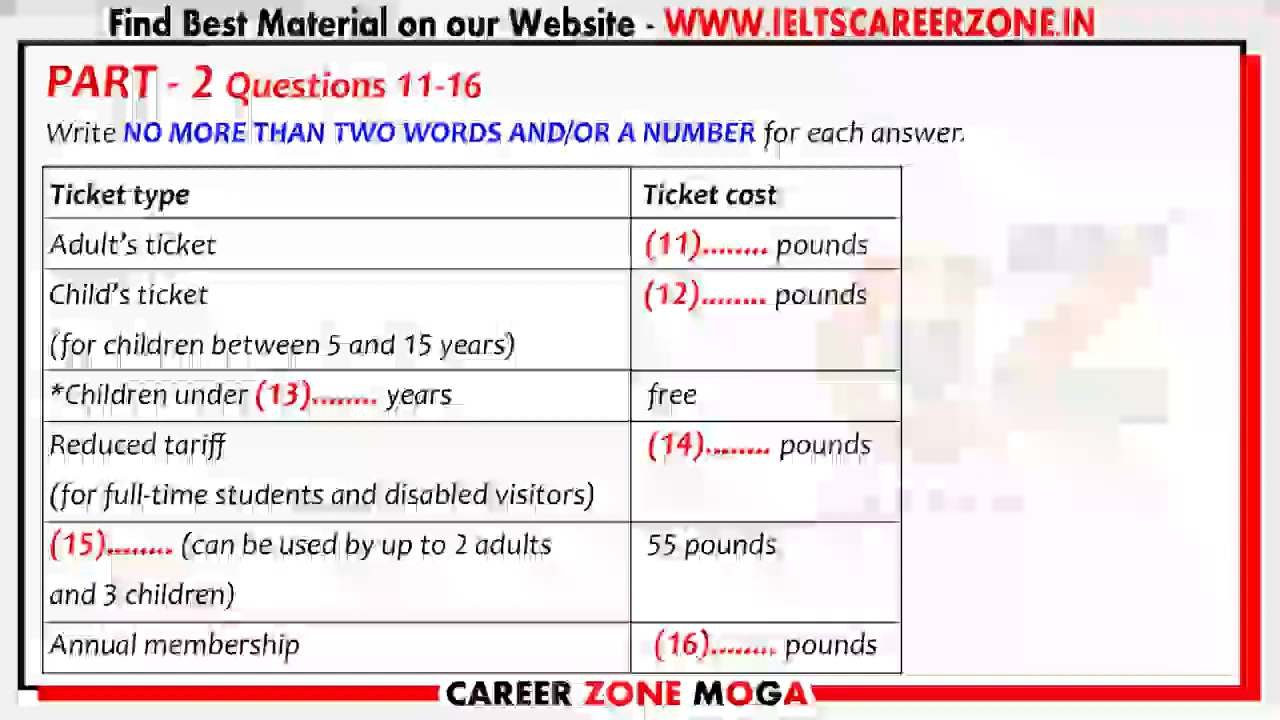 Find Best Material on our Website - WWW.IELTSCAREERZONE.IN
PART - 2 Questions 11-16
Write NO MORE THAN TWO WORDS AND/OR A NUMBER for each answer.
Ticket type Ticket cost
Adult's ticket (11)........ pounds
Child's ticket (12)........ pounds
(for children between 5 and 15 years)
*Children under (13)........ years free
Reduced tariff (14)........ pounds
(for full-time students and disabled visitors)
(15)........ (can be used by up to 2 adults 55 pounds
and 3 children)
Annual membership (16)........ pounds
CAREER ZONE MOGA